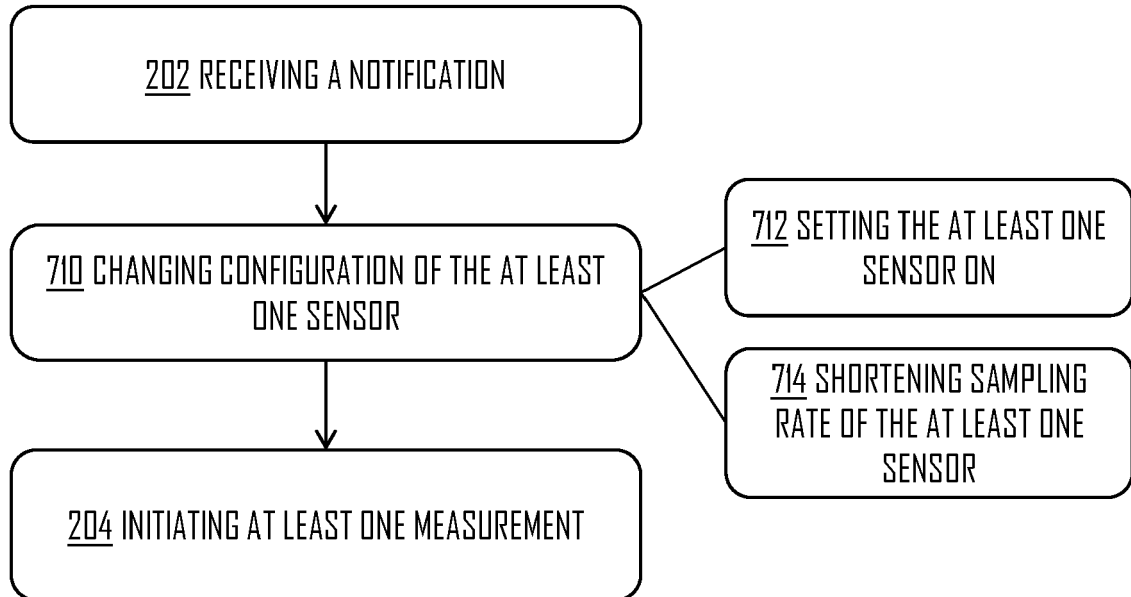 202 RECEIVING A NOTIFICATION
710 CHANGING CONFIGURATION OF THE AT LEAST
ONE SENSOR
712 SETTING THE AT LEAST ONE
SENSOR ON
714 SHORTENING SAMPLING
RATE OF THE AT LEAST ONE
SENSOR
204 INITIATING AT LEAST ONE MEASUREMENT